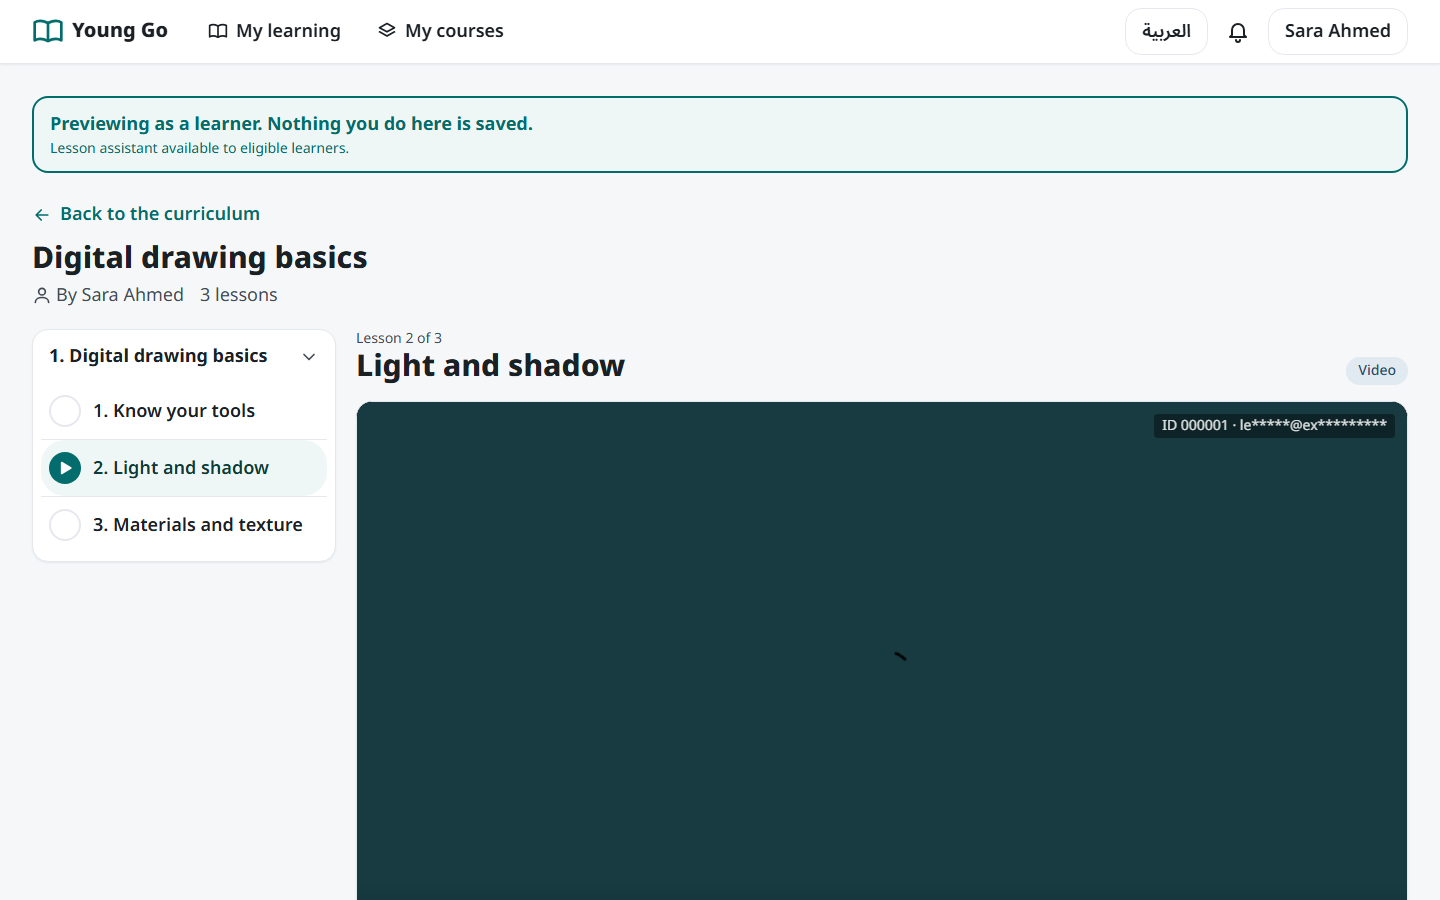 Young Go
My learning
My courses
العربية
Sara Ahmed
Previewing as a learner. Nothing you do here is saved.
Lesson assistant available to eligible learners.
Back to the curriculum
Digital drawing basics
By Sara Ahmed
3 lessons
1. Digital drawing basics
1. Know your tools
2. Light and shadow
3. Materials and texture
Lesson 2 of 3
Light and shadow
Video
ID 000001 · le*****@ex*********